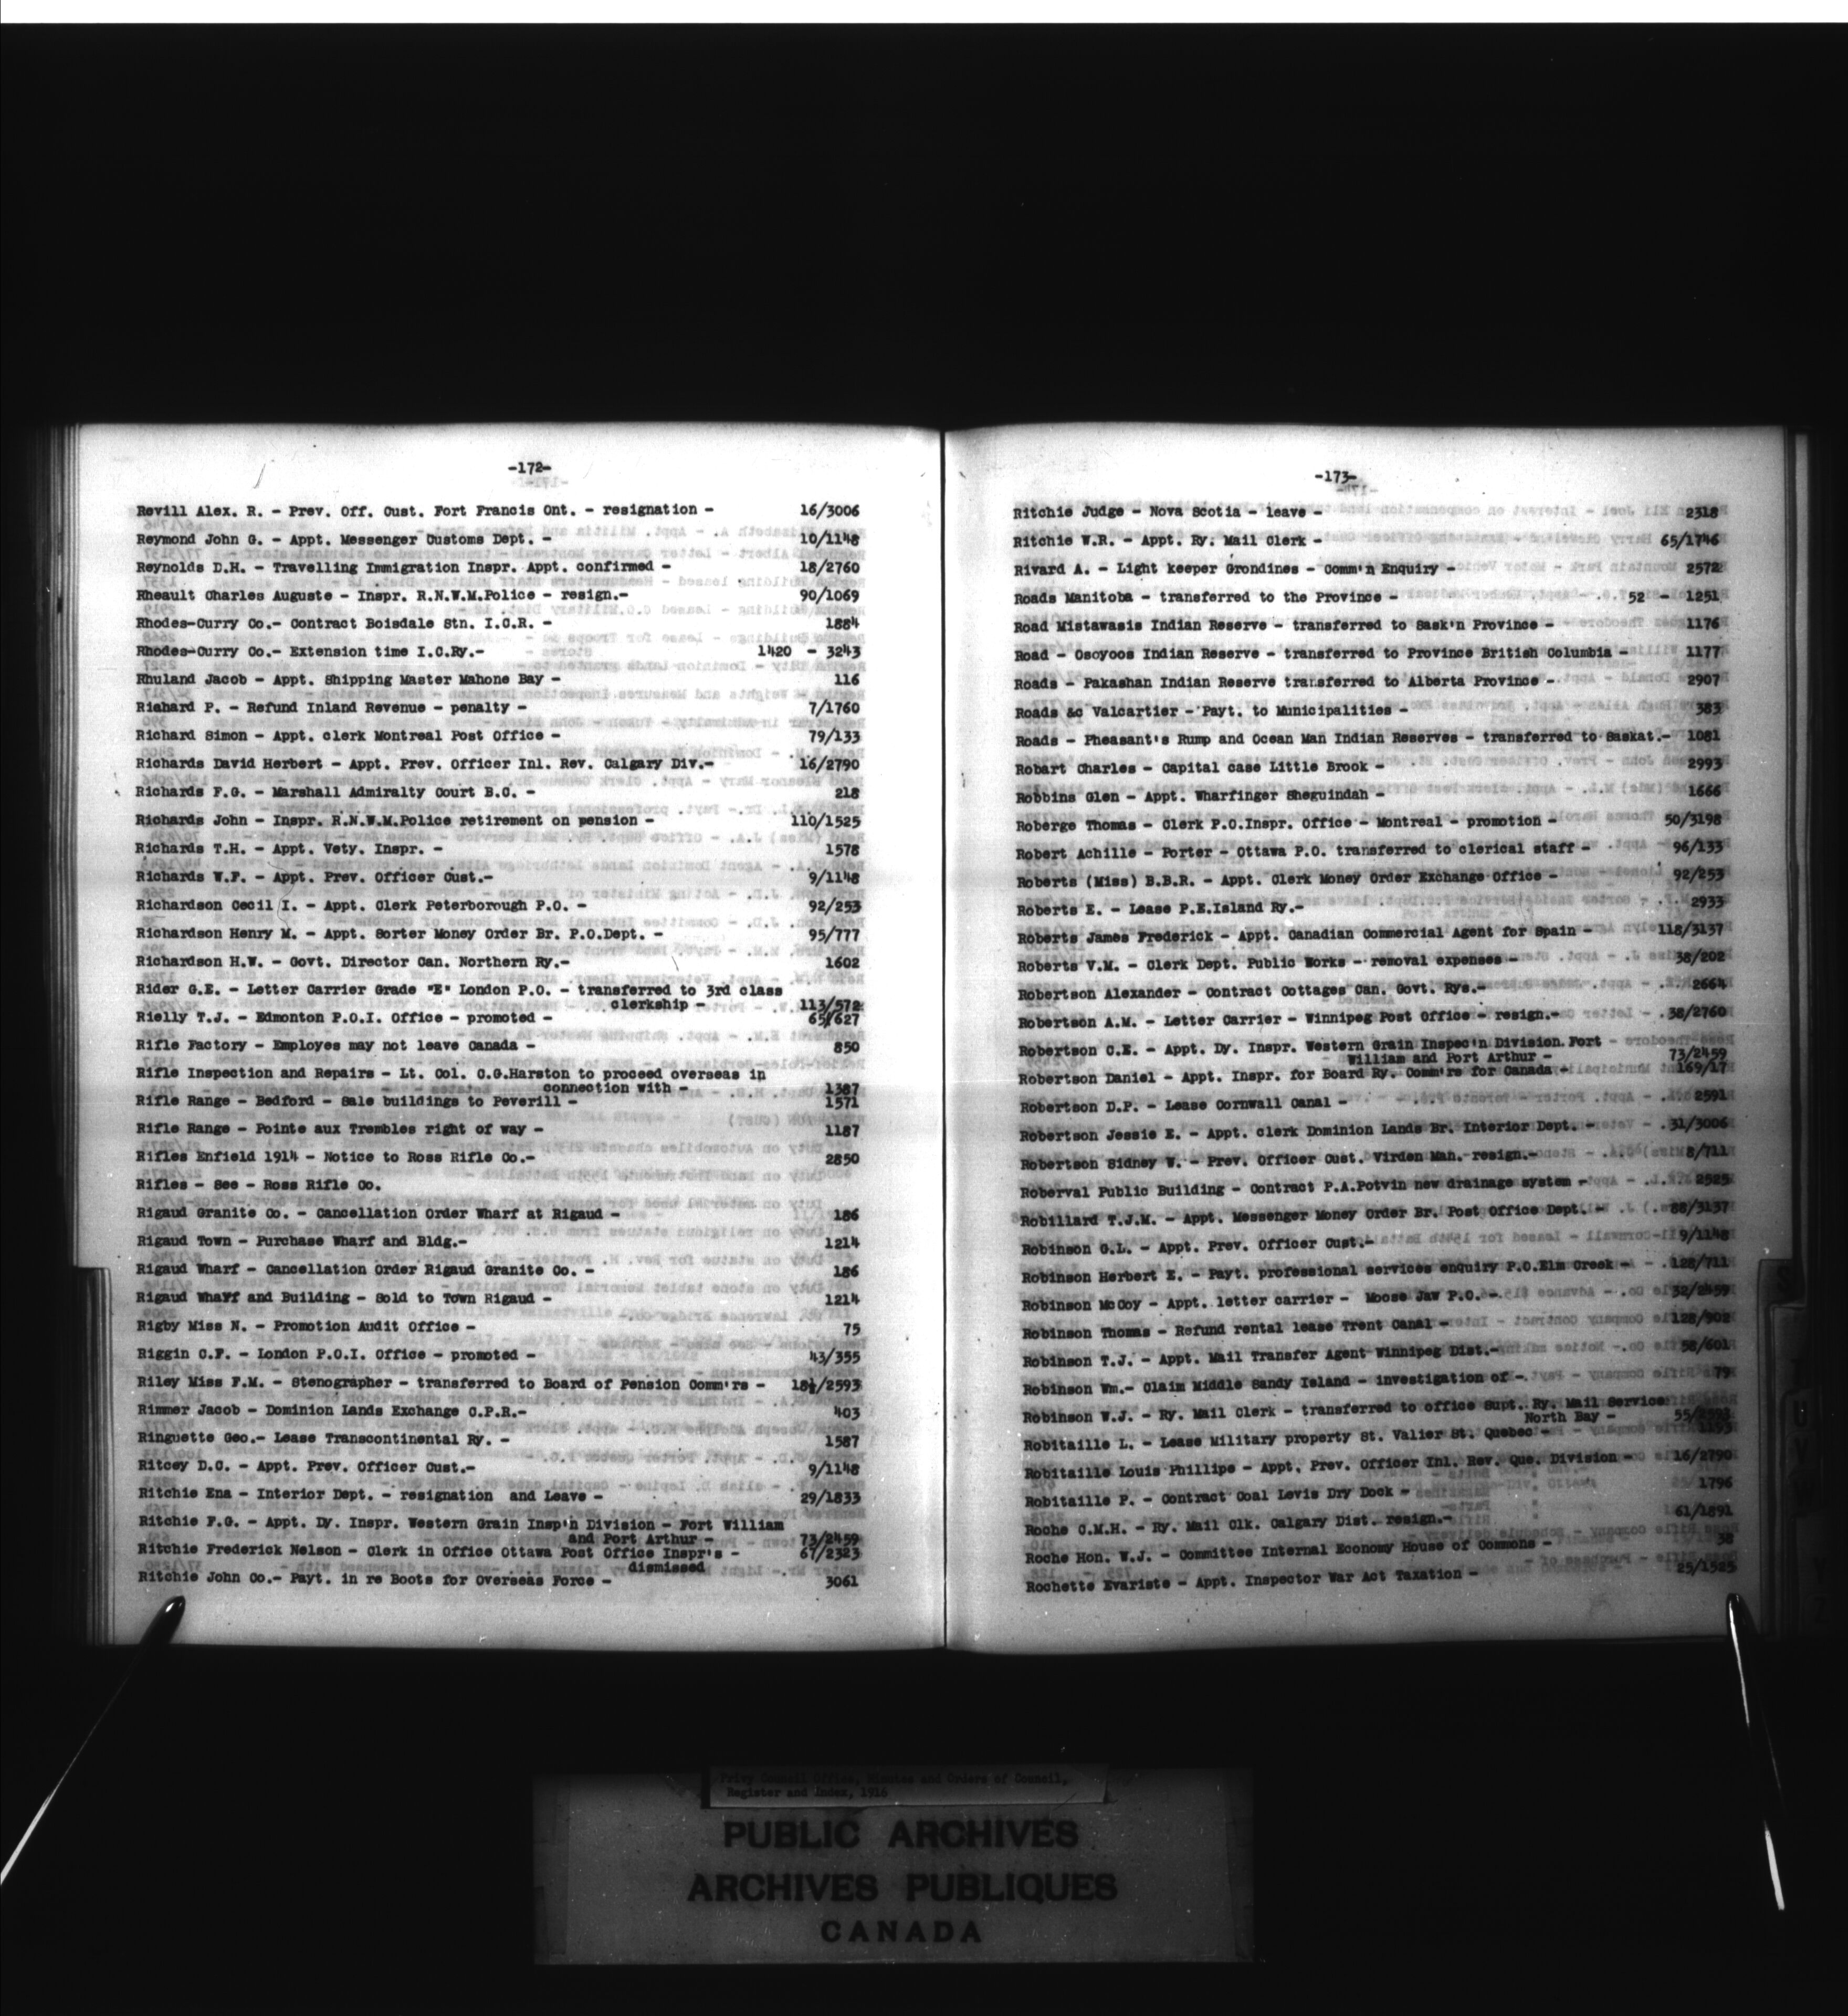 -172-
Revill Alex. R. - Prev. Off. Cust. Fort Francis Ont. - resignation - 16/3006
Reymond John G. - Appt. Messenger Customs Dept. - 10/1148
Reynolds D.H. - Travelling Immigration Inspr. Appt. confirmed - 18/2760
Rheault Charles Auguste - Inspr. R.N.W.M.Police - resign.- 90/1069
Rhodes-Curry Co.- Contract Boisdale Stn. I.C.R. - 1884
Rhodes-Curry Co.- Extension time I.C.Ry.- 1420 - 3243
Rhuland Jacob - Appt. Shipping Master Mahone Bay - 116
Richard P. - Refund Inland Revenue - penalty - 7/1760
Richard Simon - Appt. clerk Montreal Post Office - 79/133
Richards David Herbert - Appt. Prev. Officer Inl. Rev. Calgary Div.- 16/2790
Richards F.G. - Marshall Admiralty Court B.C. - 218
Richards John - Inspr. R.N.W.M.Police retirement on pension - 110/1525
Richards T.H. - Appt. Vety. Inspr. - 1578
Richards W.F. - Appt. Prev. Officer Cust.- 9/1148
Richardson Cecil I. - Appt. Clerk Peterborough P.O. - 92/253
Richardson Henry M. - Appt. Sorter Money Order Br. P.O.Dept. - 95/777
Richardson H.W. - Govt. Director Can. Northern Ry.- 1602
Rider G.E. - Letter Carrier Grade "E" London P.O. - transferred to 3rd class
clerkship - 113/572
Rielly T.J. - Edmonton P.O.I. Office - promoted - 65/627
Rifle Factory - Employes may not leave Canada - 850
Rifle Inspection and Repairs - Lt. Col. C.G.Harston to proceed overseas in
connection with - 1387
Rifle Range - Bedford - Sale buildings to Peverill - 1571
Rifle Range - Pointe aux Trembles right of way - 1187
Rifles Enfield 1914 - Notice to Ross Rifle Co.- 2850
Rifles - See - Ross Rifle Co.
Rigaud Granite Co. - Cancellation Order Wharf at Rigaud - 186
Rigaud Town - Purchase Wharf and Bldg.- 1214
Rigaud Wharf - Cancellation Order Rigaud Granite Co. - 186
Rigaud Wharf and Building - Sold to Town Rigaud - 1214
Rigby Miss N. - Promotion Audit Office - 75
Riggin C.F. - London P.O.I. Office - promoted - 43/355
Riley Miss F.M. - Stenographer - transferred to Board of Pension Comm'rs - 18½/2593
Rimmer Jacob - Dominion Lands Exchange C.P.R.- 403
Ringuette Geo.- Lease Transcontinental Ry. - 1587
Ritcey D.C. - Appt. Prev. Officer Cust.- 9/1148
Ritchie Ena - Interior Dept. - resignation and Leave - 29/1833
Ritchie F.G. - Appt. Dy. Inspr. Western Grain Insp'n Division - Fort William
and Port Arthur - 73/2459
Ritchie Frederick Nelson - Clerk in Office Ottawa Post Office Inspr's - 67/2323
dismissed
Ritchie John Co.- Payt. in re Boots for Overseas Force - 3061
-173-
Ritchie Judge - Nova Scotia - leave - 2318
Ritchie W.R. - Appt. Ry. Mail Clerk - 65/1746
Rivard A. - Light keeper Grondines - Comm'n Enquiry - 2572
Roads Manitoba - transferred to the Province - 52 - 1251
Road Mistawasis Indian Reserve - transferred to Sask'n Province - 1176
Road - Osoyoos Indian Reserve - transferred to Province British Columbia - 1177
Roads - Pakashan Indian Reserve transferred to Alberta Province - 2907
Roads &c Valcartier - Payt. to Municipalities - 383
Roads - Pheasant's Rump and Ocean Man Indian Reserves - transferred to Saskat.- 1081
Robart Charles - Capital case Little Brook - 2993
Robbins Glen - Appt. Wharfinger Sheguindah - 1666
Roberge Thomas - Clerk P.O.Inspr. Office - Montreal - promotion - 50/3198
Robert Achille - Porter - Ottawa P.O. transferred to clerical staff - 96/133
Roberts (Miss) B.B.R. - Appt. Clerk Money Order Exchange Office - 92/253
Roberts E. - Lease P.E.Island Ry.- 2933
Roberts James Frederick - Appt. Canadian Commercial Agent for Spain - 118/3137
Roberts V.M. - Clerk Dept. Public Works - removal expenses - 38/202
Robertson Alexander - Contract Cottages Can. Govt. Rys.- 2664
Robertson A.M. - Letter Carrier - Winnipeg Post Office - resign.- 38/2760
Robertson C.E. - Appt. Dy. Inspr. Western Grain Inspec'n Division Fort
William and Port Arthur - 73/2459
Robertson Daniel - Appt. Inspr. for Board Ry. Comm'rs for Canada - 169/17
Robertson D.P. - Lease Cornwall Canal - 2591
Robertson Jessie E. - Appt. clerk Dominion Lands Br. Interior Dept. - 31/3006
Robertson Sidney W. - Prev. Officer Cust. Virden Man. resign.- 8/711
Roberval Public Building - Contract P.A.Potvin new drainage system - 2525
Robillard T.J.M. - Appt. Messenger Money Order Br. Post Office Dept. - 88/3137
Robinson G.L. - Appt. Prev. Officer Cust.- 9/1148
Robinson Herbert E. - Payt. professional services enquiry P.O.Elm Creek - 128/711
Robinson McCoy - Appt. letter carrier - Moose Jaw P.O. - 32/2459
Robinson Thomas - Refund rental lease Trent Canal - 128/902
Robinson T.J. - Appt. Mail Transfer Agent Winnipeg Dist.- 58/601
Robinson Wm.- Claim Middle Sandy Island - investigation of - 79
Robinson W.J. - Ry. Mail Clerk - transferred to office Supt. Ry. Mail Service
North Bay - 55/2593
Robitaille L. - Lease Military property St. Valier St. Quebec - 1193
Robitaille Louis Phillipe - Appt. Prev. Officer Inl. Rev. Que. Division - 16/2790
Robitaille P. - Contract Coal Levis Dry Dock - 1796
Roche C.M.H. - Ry. Mail Clk. Calgary Dist. resign.- 61/1891
Roche Hon. W.J. - Committee Internal Economy House of Commons - 38
Rochette Evariste - Appt. Inspector War Act Taxation - 25/1525
Privy Council Office, Minutes and Orders of Council,
Register and Index, 1916
PUBLIC ARCHIVES
ARCHIVES PUBLIQUES
CANADA